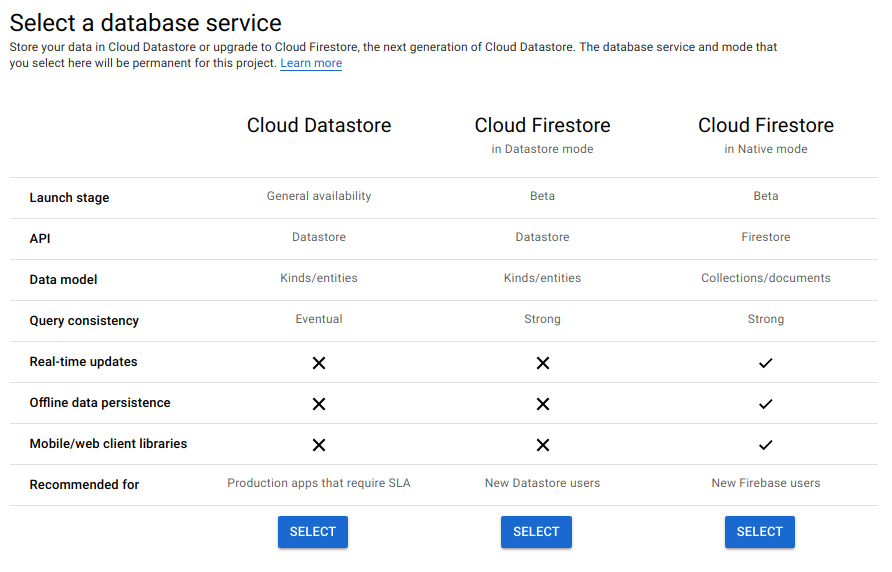 Select a database service
Store your data in Cloud Datastore or upgrade to Cloud Firestore, the next generation of Cloud Datastore. The database service and mode that
you select here will be permanent for this project. Learn more
Cloud Datastore Cloud Firestore Cloud Firestore
in Datastore mode in Native mode
Launch stage General availability Beta Beta
API Datastore Datastore Firestore
Data model Kinds/entities Kinds/entities Collections/documents
Query consistency Eventual Strong Strong
Real-time updates
Offline data persistence
Mobile/web client libraries
Recommended for Production apps that require SLA New Datastore users New Firebase users
SELECT SELECT SELECT